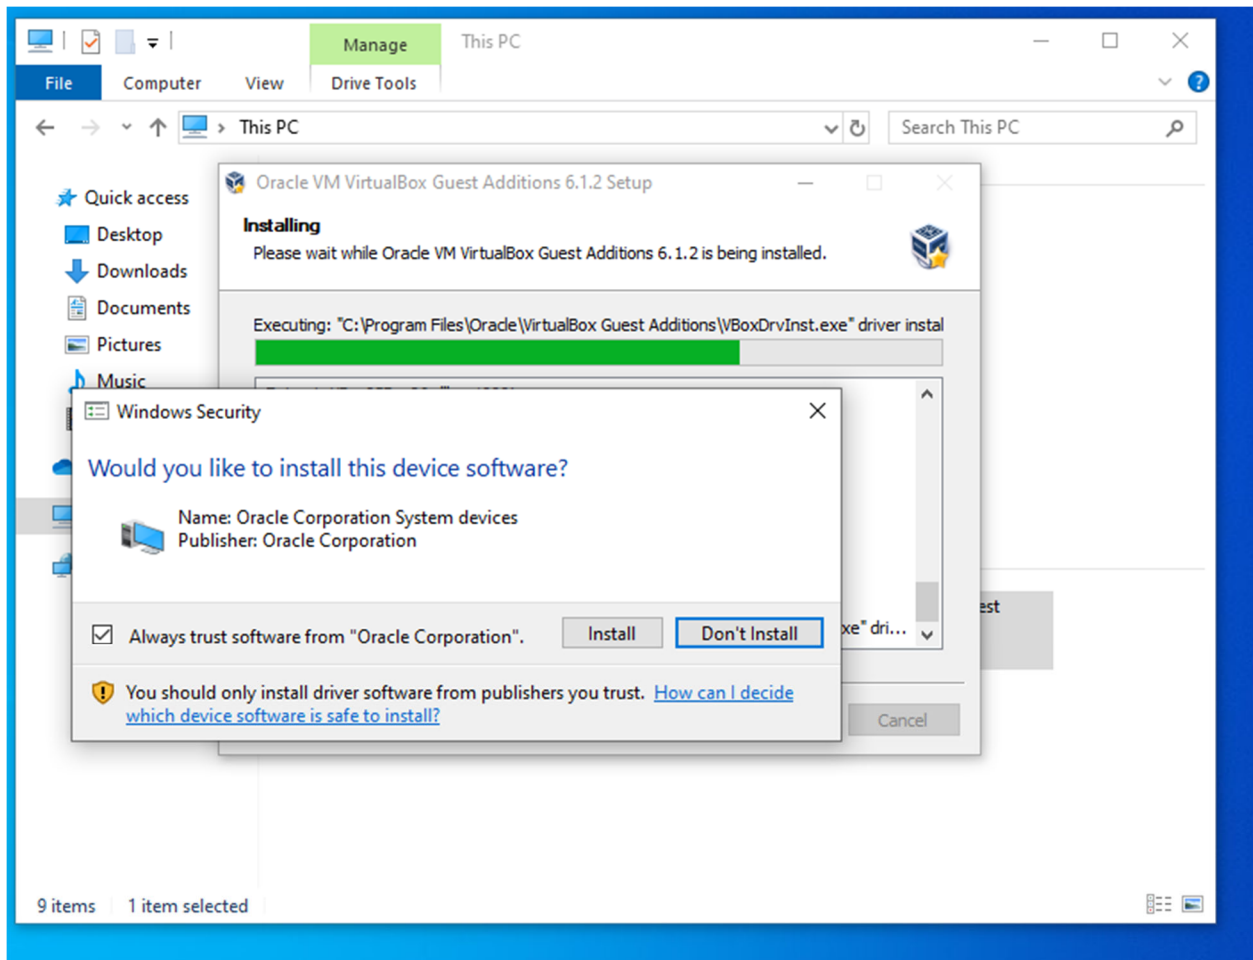 Manage
This PC
File
Computer
View
Drive Tools
This PC
Search This PC
Quick access
Desktop
Downloads
Documents
Pictures
Music
Oracle VM VirtualBox Guest Additions 6.1.2 Setup
Installing
Please wait while Oracle VM VirtualBox Guest Additions 6.1.2 is being installed.
Executing: "C:\Program Files\Oracle\VirtualBox Guest Additions\VBoxDrvInst.exe" driver instal
Windows Security
Would you like to install this device software?
Name: Oracle Corporation System devices
Publisher: Oracle Corporation
Always trust software from "Oracle Corporation".
Install
Don't Install
You should only install driver software from publishers you trust. How can I decide
which device software is safe to install?
xe" dri...
est
Cancel
9 items
1 item selected